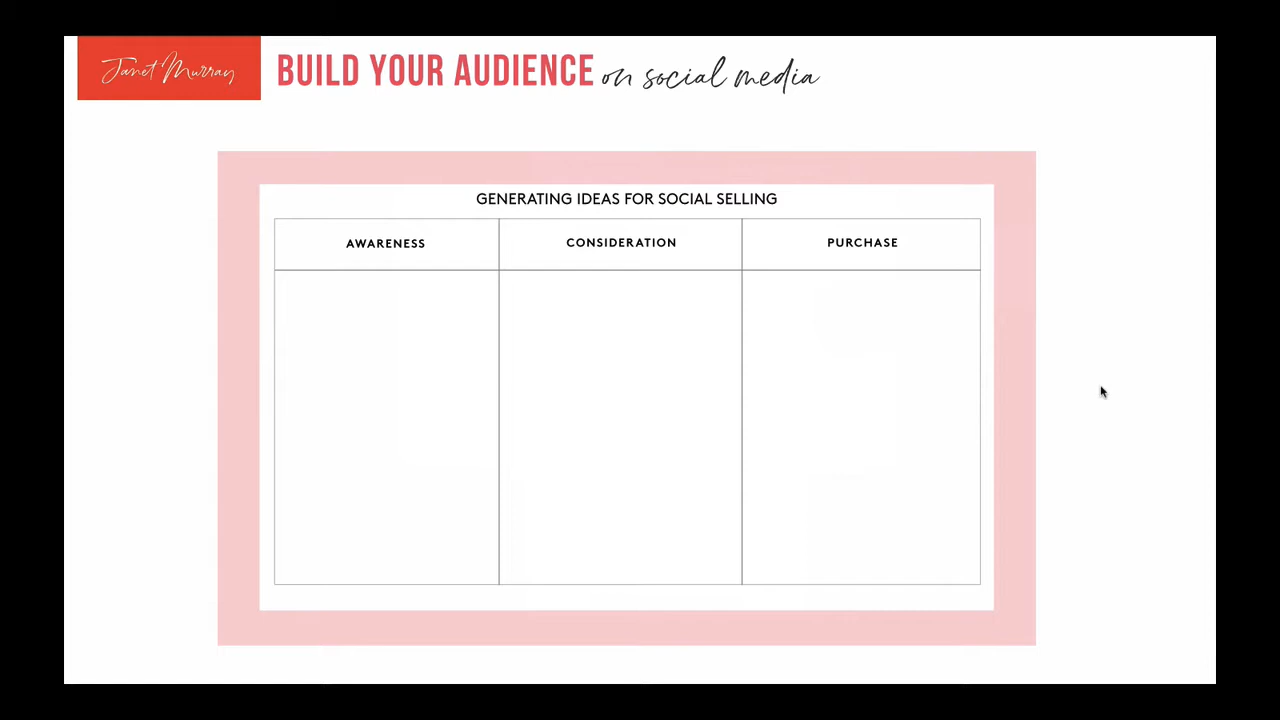 Janet Murray
BUILD YOUR AUDIENCE on social media
GENERATING IDEAS FOR SOCIAL SELLING
AWARENESS CONSIDERATION PURCHASE